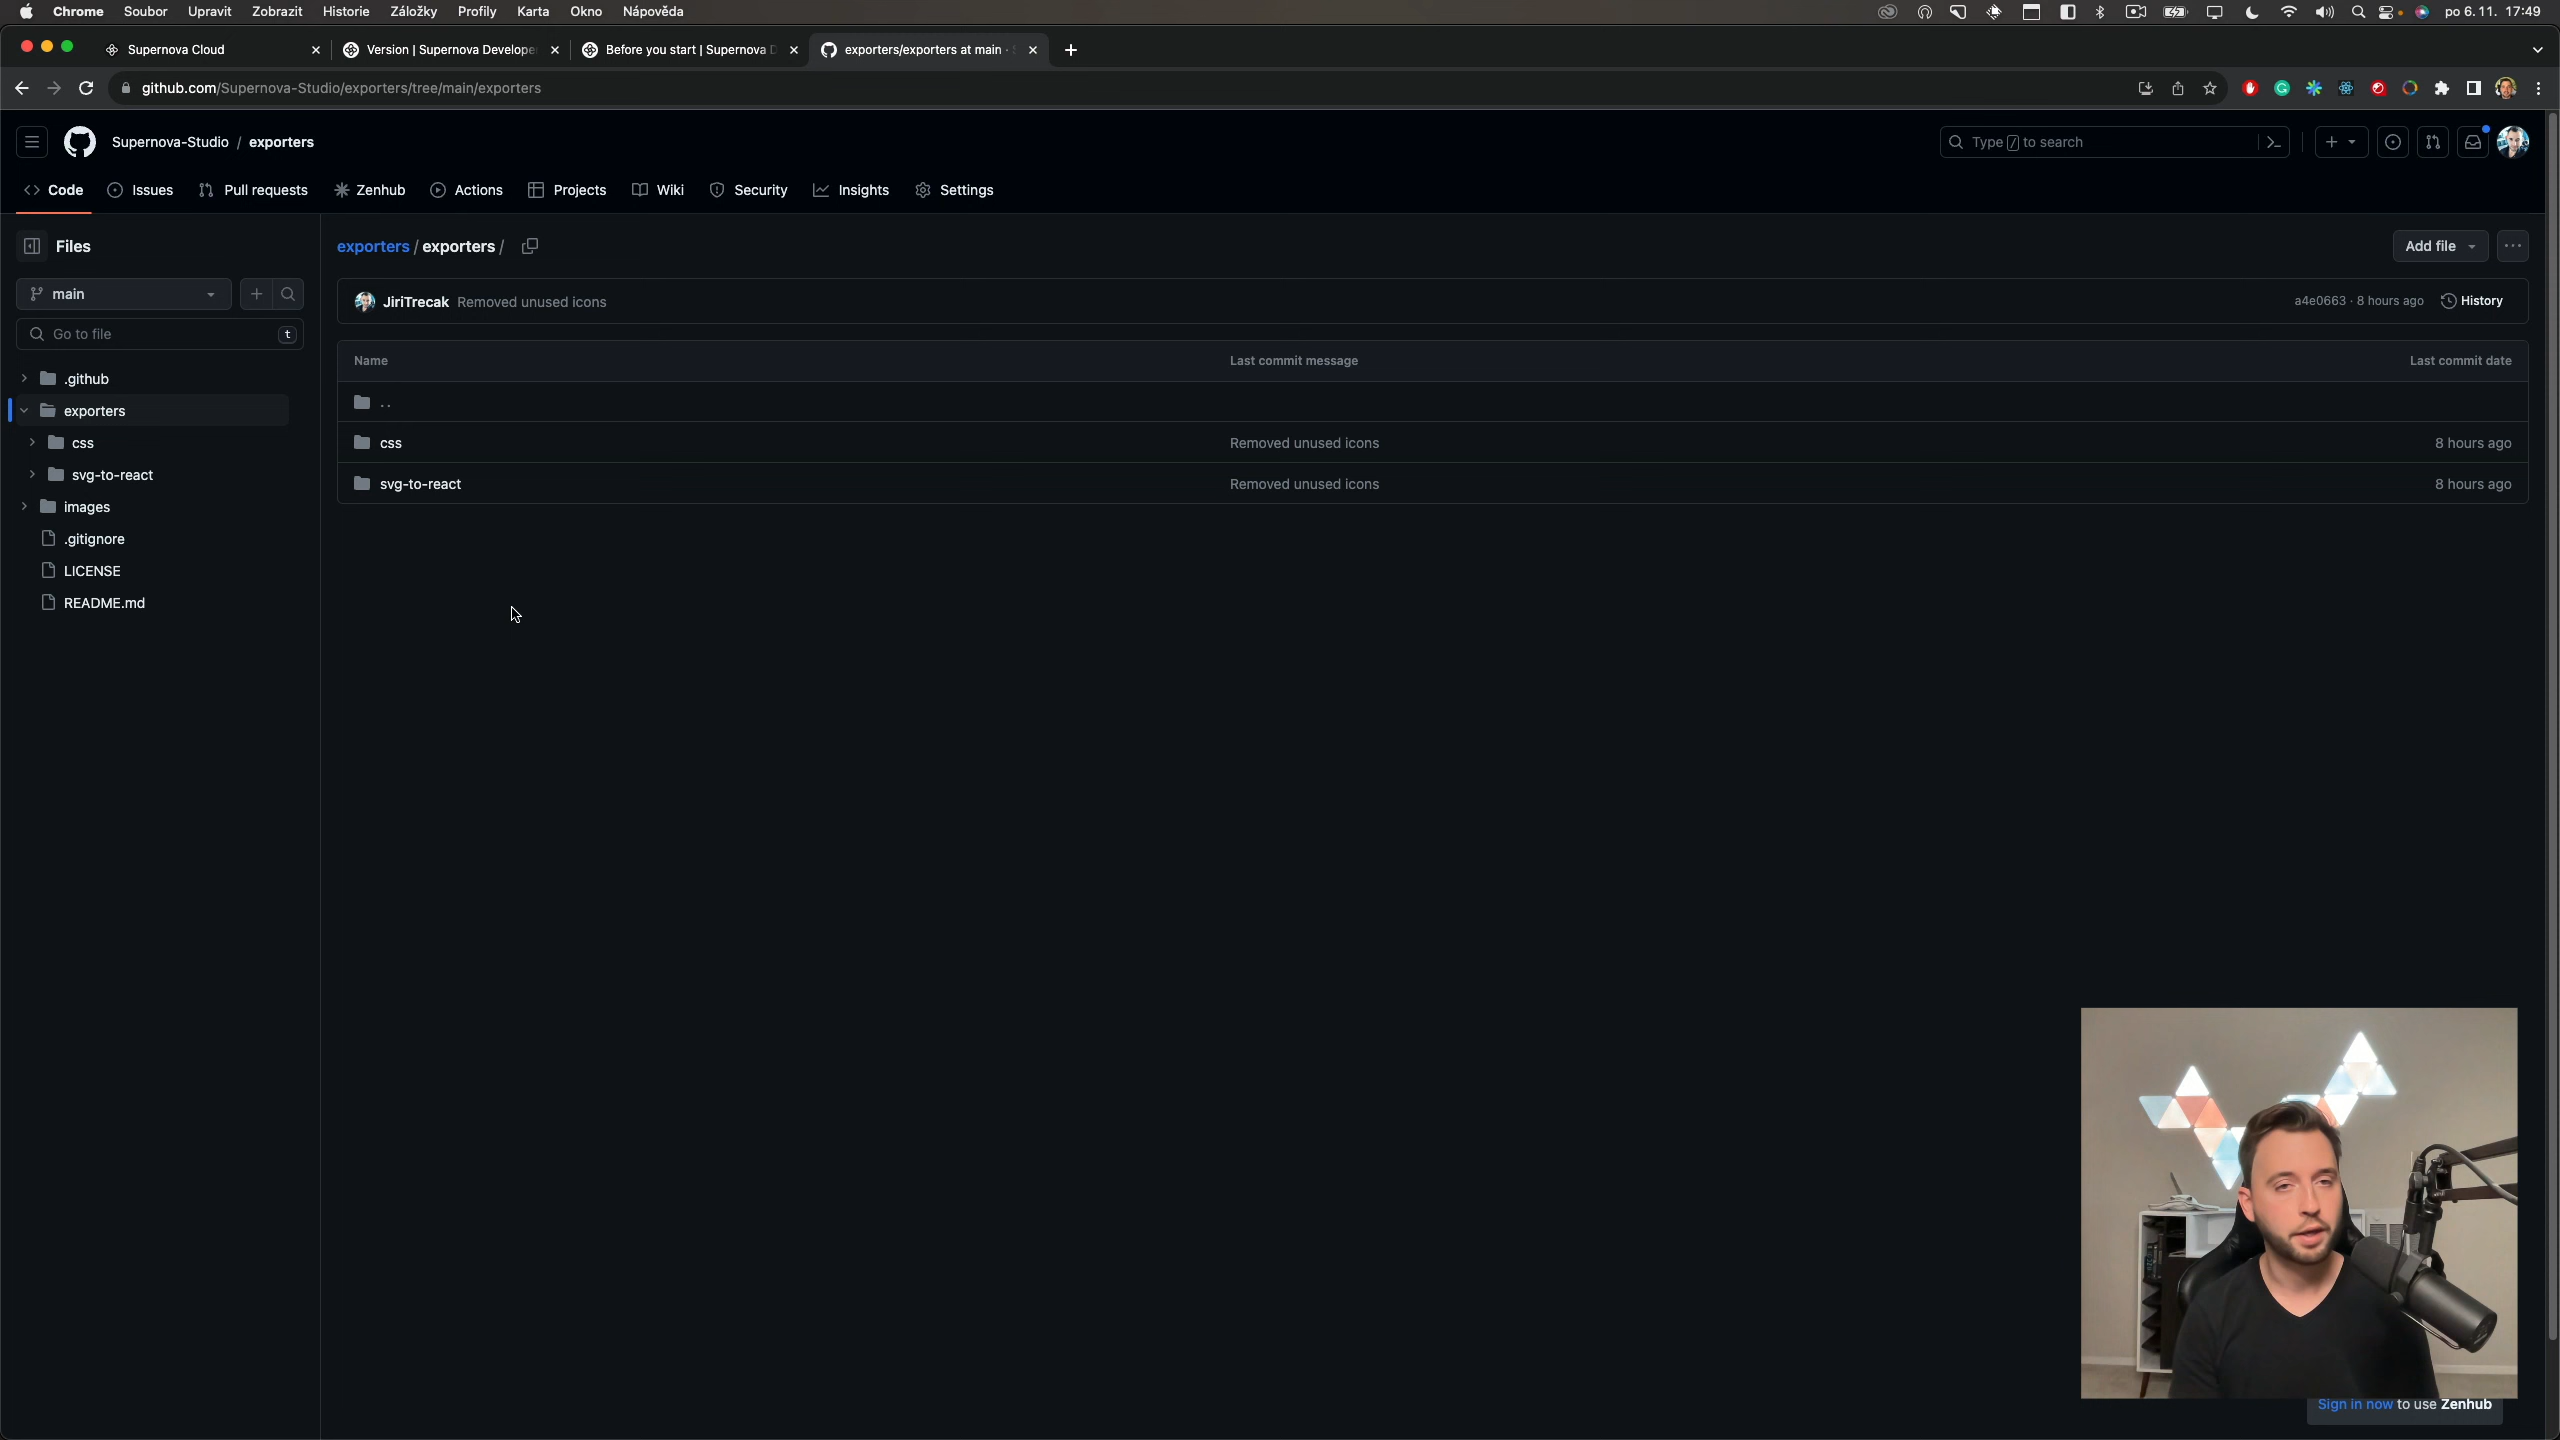 Chrome Soubor Upravit Zobrazit Historie Záložky Profily Karta Okno Nápověda po 6. 11. 17:49
Supernova Cloud Version | Supernova Develope Before you start | Supernova D exporters/exporters at main ·
github.com/Supernova-Studio/exporters/tree/main/exporters
Supernova-Studio / exporters Type / to search
Code Issues Pull requests Zenhub Actions Projects Wiki Security Insights Settings
Files
exporters / exporters /
Add file
main
JiriTrecak Removed unused icons a4e0663 · 8 hours ago History
Go to file t
Name Last commit message Last commit date
.github
..
exporters
css
css Removed unused icons 8 hours ago
svg-to-react
svg-to-react Removed unused icons 8 hours ago
images
.gitignore
LICENSE
README.md
Sign in now to use Zenhub